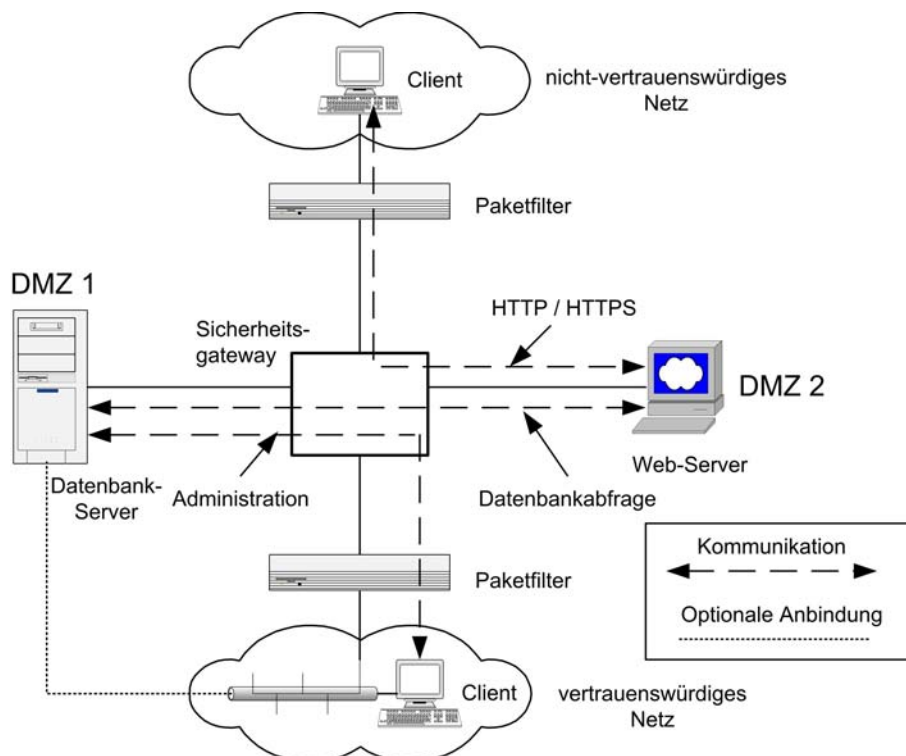 Client
nicht-vertrauenswürdiges
Netz
Paketfilter
DMZ 1
HTTP / HTTPS
Sicherheits-
gateway
DMZ 2
Web-Server
Datenbank-
Server
Administration
Datenbankabfrage
Kommunikation
Paketfilter
Optionale Anbindung
Client
vertrauenswürdiges
Netz